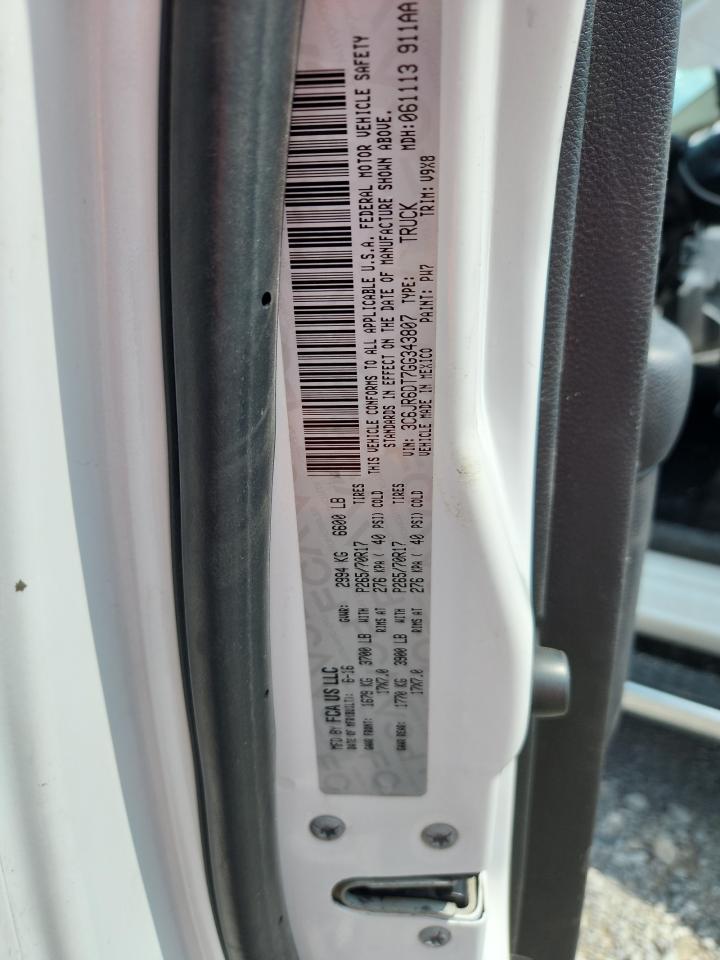 MFD BY FCA US LLC
DATE OF MFR(BUILT): 6-16 GVWR: 2994 KG 6600 LB
GAWR FRONT: 1679 KG 3700 LB WITH P265/70R17 TIRES
17X7.0 RIMS AT 276 KPA ( 40 PSI) COLD
GAWR REAR: 1770 KG 3900 LB WITH P265/70R17 TIRES
17X7.0 RIMS AT 276 KPA ( 40 PSI) COLD
THIS VEHICLE CONFORMS TO ALL APPLICABLE U.S.A. FEDERAL MOTOR VEHICLE SAFETY
STANDARDS IN EFFECT ON THE DATE OF MANUFACTURE SHOWN ABOVE.
VIN: 3C6JR6DT7GG343807 TYPE: TRUCK MDH:061113 911AA
VEHICLE MADE IN MEXICO PAINT: PW7 TRIM: V9X8